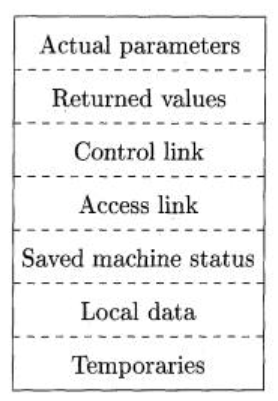 Actual parameters
Returned values
Control link
Access link
Saved machine status
Local data
Temporaries